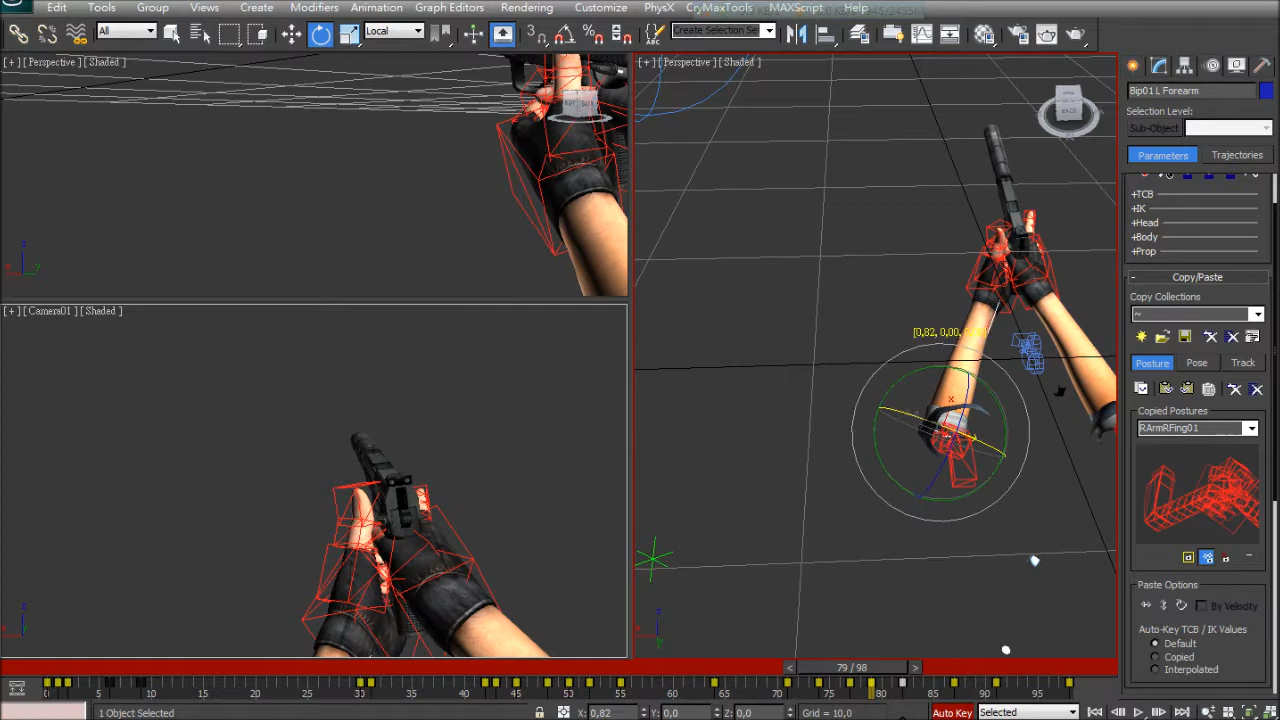 Edit Tools Group Views Create Modifiers Animation Graph Editors Rendering Customize PhysX CryMaxTools MAXScript Help
All Local Create Selection Se
[+] [Perspective] [Shaded]
[+] [Perspective] [Shaded]
[+] [Camera01] [Shaded]
[0,82, 0,00,
BACK
Bip01 L Forearm
Selection Level:
Sub-Object
Parameters Trajectories
+TCB
+IK
+Head
+Body
+Prop
- Copy/Paste
Copy Collections
~
Posture Pose Track
Copied Postures
RArmRFing01
Paste Options
By Velocity
Auto-Key TCB / IK Values
Default
Copied
Interpolated
< 79 / 98 >
0 5 10 15 20 25 30 35 40 45 50 55 60 65 70 75 80 85 90 95
1 Object Selected X: 0,82 Y: 0,0 Z: 0,0 Grid = 10,0 Auto Key Selected